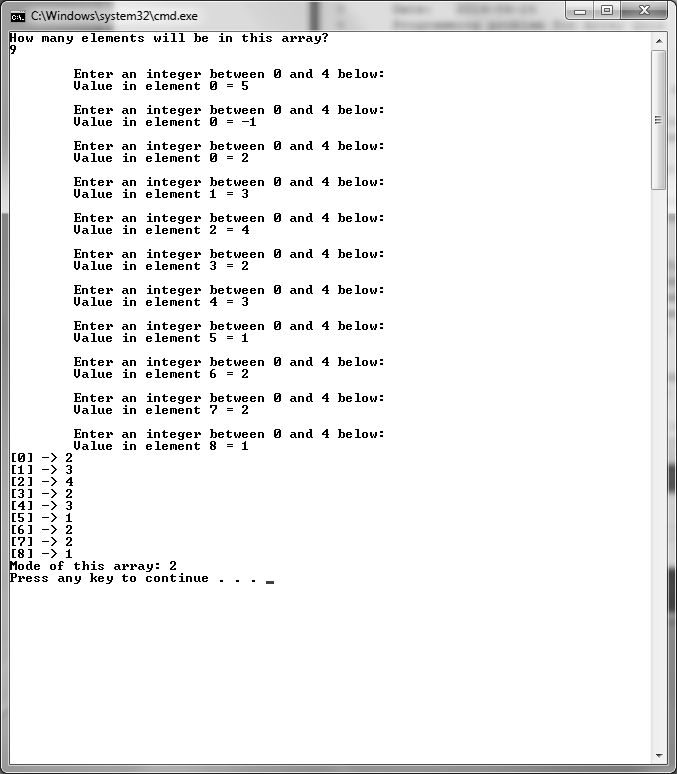 C:\Windows\system32\cmd.exe
How many elements will be in this array?
9
Enter an integer between 0 and 4 below:
Value in element 0 = 5
Enter an integer between 0 and 4 below:
Value in element 0 = -1
Enter an integer between 0 and 4 below:
Value in element 0 = 2
Enter an integer between 0 and 4 below:
Value in element 1 = 3
Enter an integer between 0 and 4 below:
Value in element 2 = 4
Enter an integer between 0 and 4 below:
Value in element 3 = 2
Enter an integer between 0 and 4 below:
Value in element 4 = 3
Enter an integer between 0 and 4 below:
Value in element 5 = 1
Enter an integer between 0 and 4 below:
Value in element 6 = 2
Enter an integer between 0 and 4 below:
Value in element 7 = 2
Enter an integer between 0 and 4 below:
Value in element 8 = 1
[0] -> 2
[1] -> 3
[2] -> 4
[3] -> 2
[4] -> 3
[5] -> 1
[6] -> 2
[7] -> 2
[8] -> 1
Mode of this array: 2
Press any key to continue . . . _